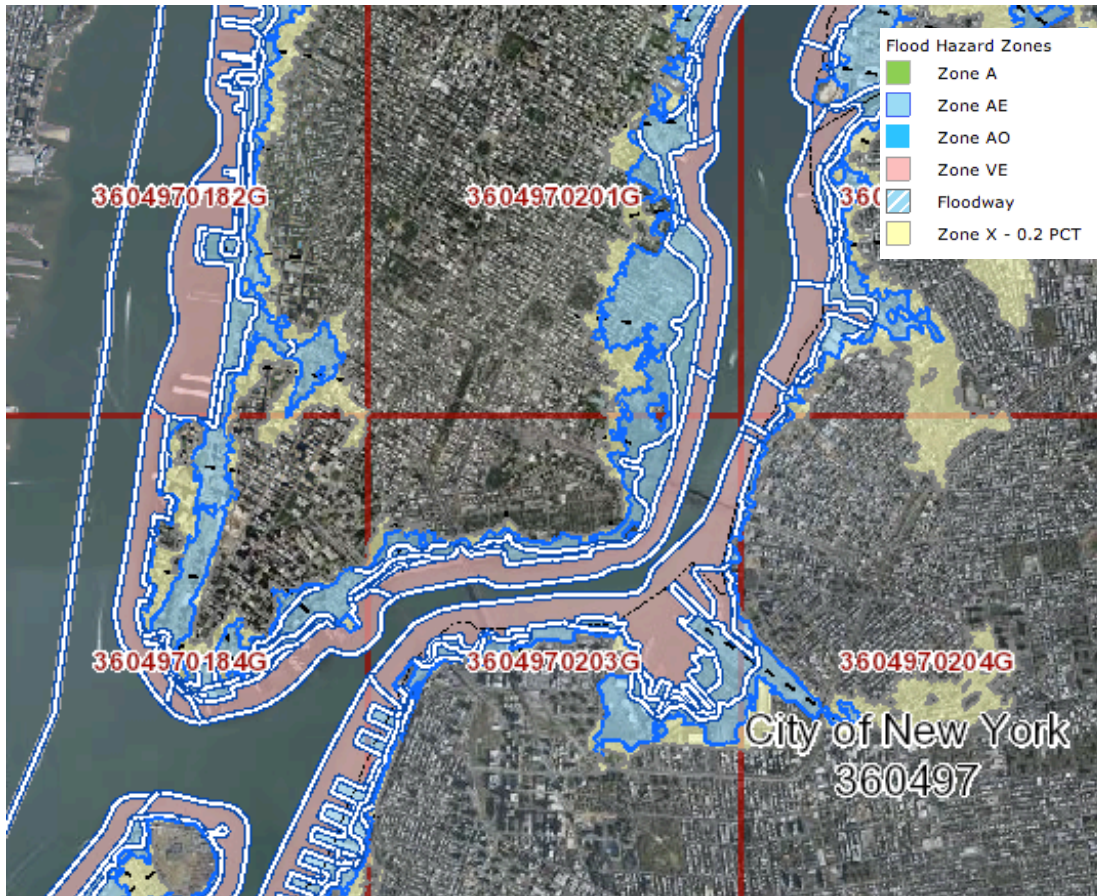 Flood Hazard Zones
Zone A
Zone AE
Zone AO
Zone VE
Floodway
Zone X - 0.2 PCT
3604970182G
3604970201G
3604970184G
3604970203G
3604970204G
City of New York
360497